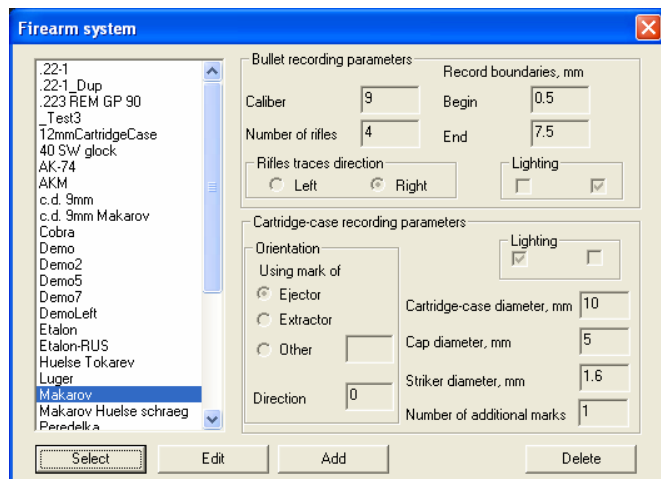 Firearm system
.22-1
.22-1_Dup
.223 REM GP 90
_Test3
12mmCartridgeCase
40 SW glock
AK-74
AKM
c.d. 9mm
c.d. 9mm Makarov
Cobra
Demo
Demo2
Demo5
Demo7
DemoLeft
Etalon
Etalon-RUS
Huelse Tokarev
Luger
Makarov
Makarov Huelse schraeg
Peredelka
Bullet recording parameters
Record boundaries, mm
Caliber 9 Begin 0.5
Number of rifles 4 End 7.5
Rifles traces direction Lighting
Left Right
Cartridge-case recording parameters
Orientation Lighting
Using mark of
Ejector
Extractor
Other
Direction 0
Cartridge-case diameter, mm 10
Cap diameter, mm 5
Striker diameter, mm 1.6
Number of additional marks 1
Select Edit Add Delete